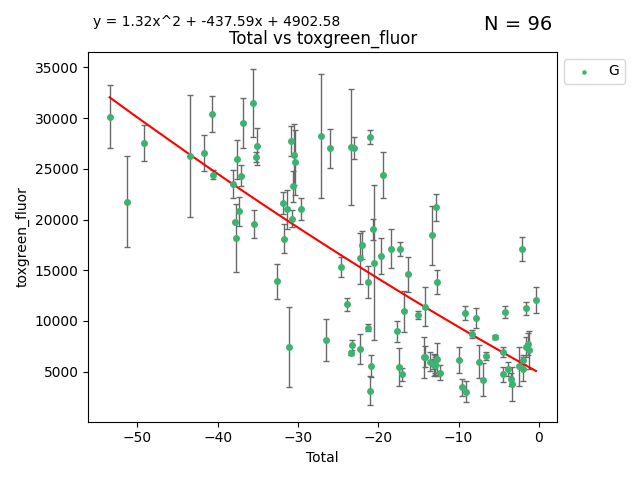 y = 1.32x^2 + -437.59x + 4902.58
N = 96
Total vs toxgreen_fluor
G
35000
30000
25000
20000
15000
10000
5000
toxgreen_fluor
−50 −40 −30 −20 −10 0
Total